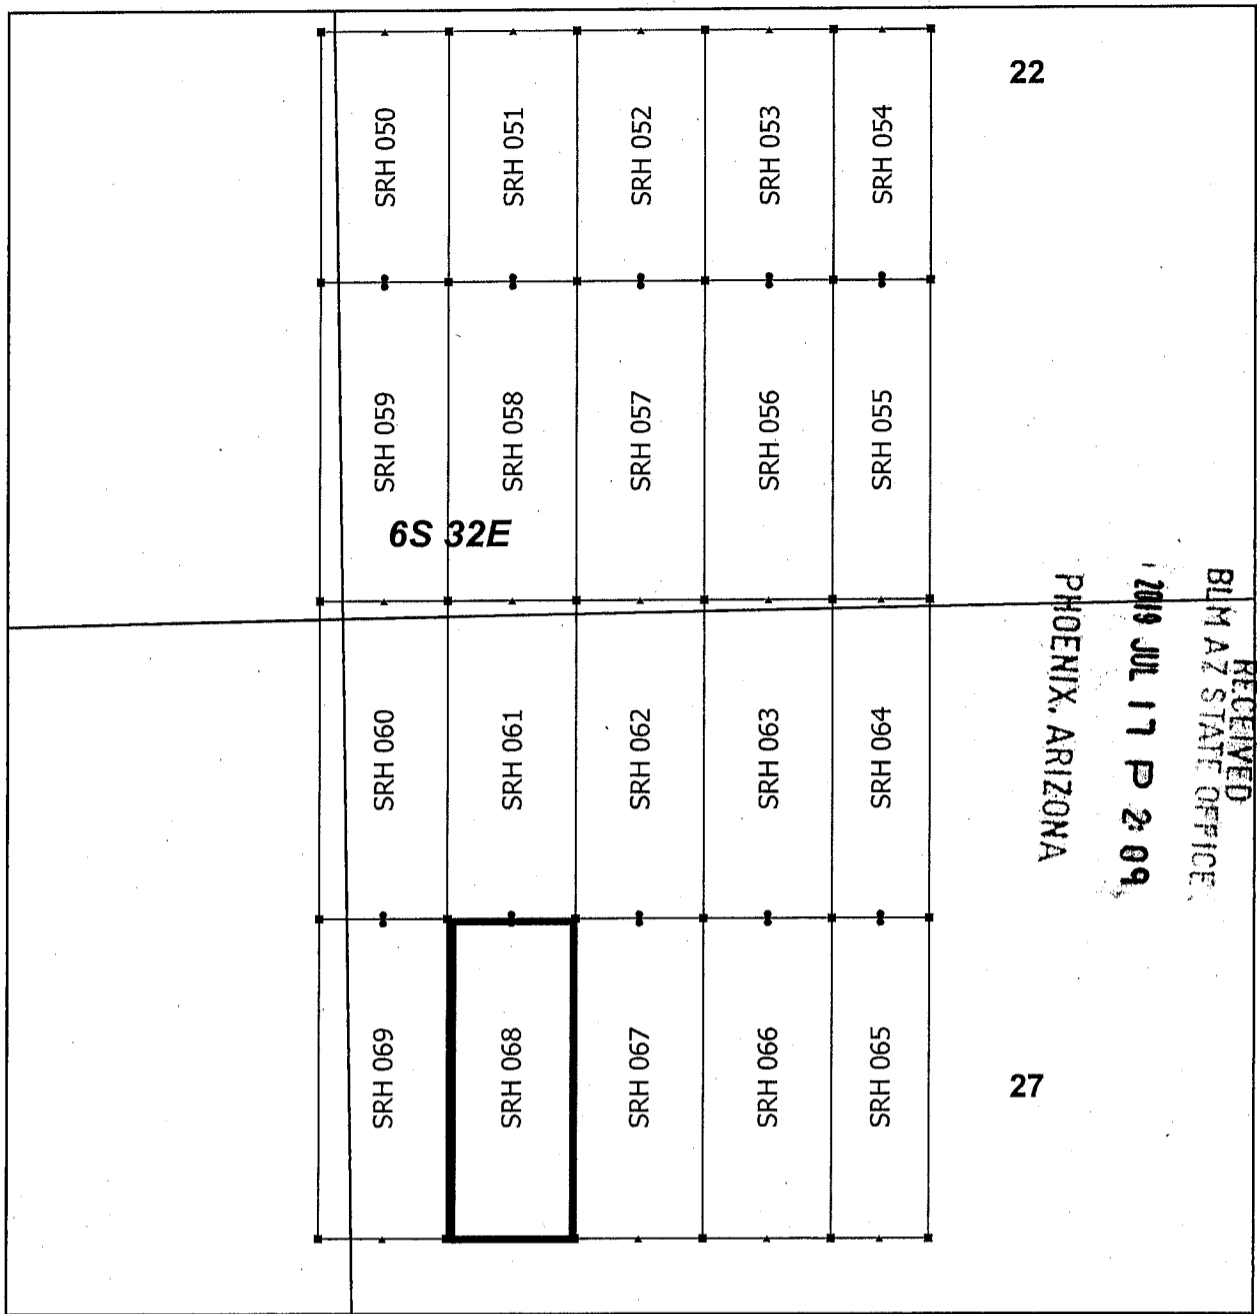 22
SRH 050
SRH 051
SRH 052
SRH 053
SRH 054
SRH 059
SRH 058
SRH 057
SRH 056
SRH 055
6S 32E
RECEIVED
BLM AZ STATE OFFICE
2019 JUL 17 P 2:09
PHOENIX, ARIZONA
SRH 060
SRH 061
SRH 062
SRH 063
SRH 064
SRH 069
SRH 068
SRH 067
SRH 066
SRH 065
27